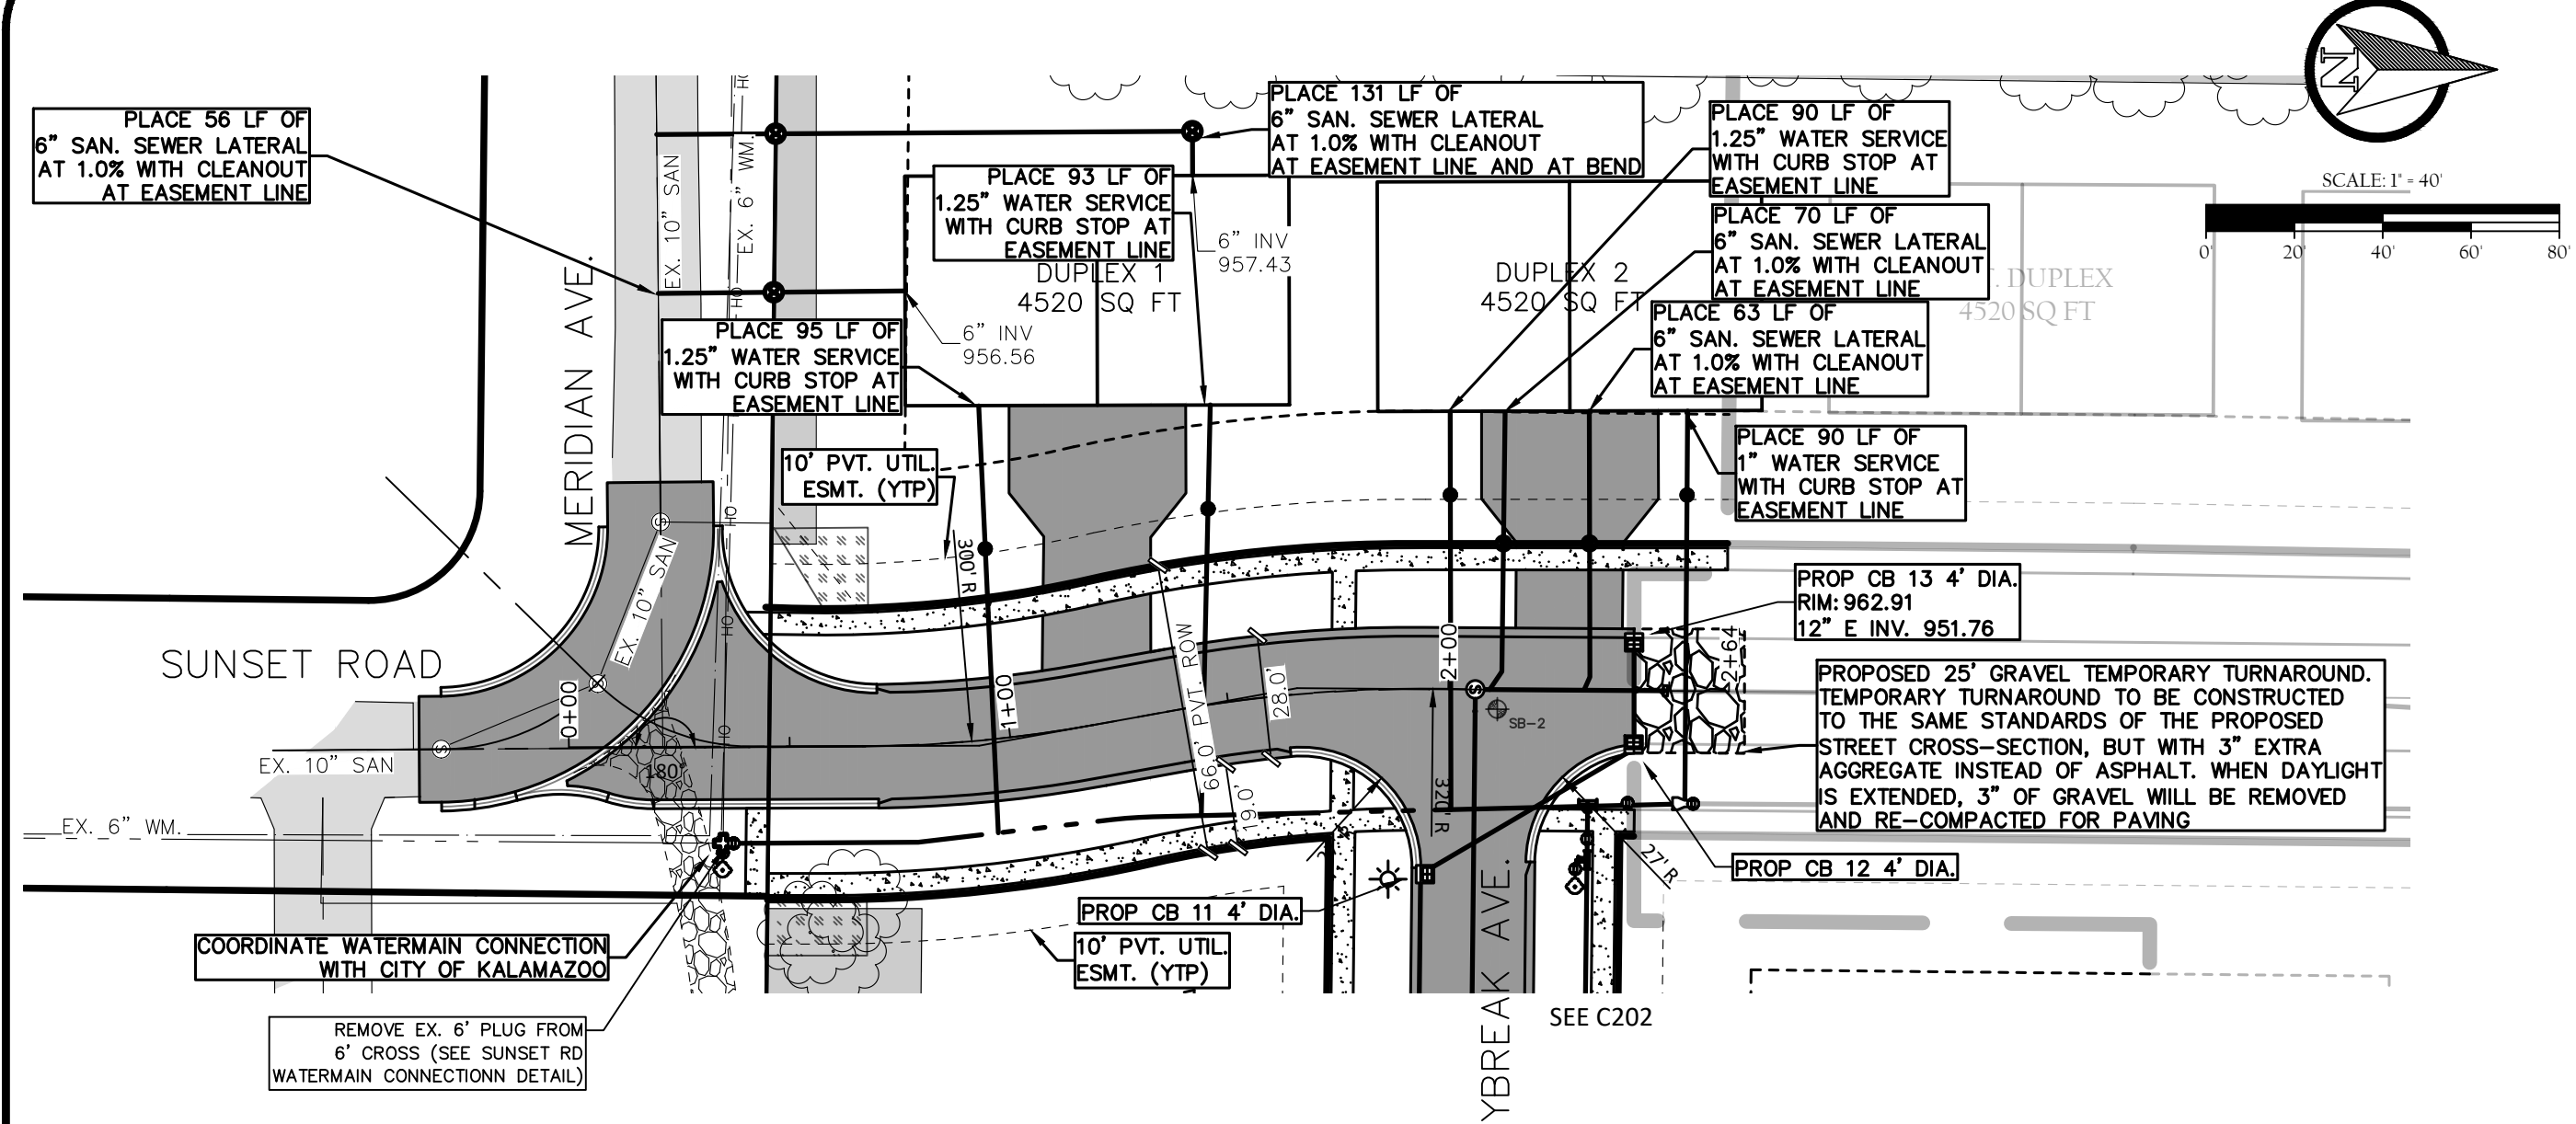 PLACE 56 LF OF
6" SAN. SEWER LATERAL
AT 1.0% WITH CLEANOUT
AT EASEMENT LINE
MERIDIAN AVE.
EX. 10" SAN
EX. 6" WM.
HO
HO
PLACE 131 LF OF
6" SAN. SEWER LATERAL
AT 1.0% WITH CLEANOUT
AT EASEMENT LINE AND AT BEND
PLACE 93 LF OF
1.25" WATER SERVICE
WITH CURB STOP AT
EASEMENT LINE
6" INV
957.43
DUPLEX 1
4520 SQ FT
6" INV
956.56
PLACE 95 LF OF
1.25" WATER SERVICE
WITH CURB STOP AT
EASEMENT LINE
PLACE 90 LF OF
1.25" WATER SERVICE
WITH CURB STOP AT
EASEMENT LINE
PLACE 70 LF OF
6" SAN. SEWER LATERAL
AT 1.0% WITH CLEANOUT
AT EASEMENT LINE
DUPLEX 2
4520 SQ FT
PLACE 63 LF OF
6" SAN. SEWER LATERAL
AT 1.0% WITH CLEANOUT
AT EASEMENT LINE
. DUPLEX
4520 SQ FT
N
SCALE: 1" = 40'
0' 20' 40' 60' 80'
PLACE 90 LF OF
1" WATER SERVICE
WITH CURB STOP AT
EASEMENT LINE
10' PVT. UTIL.
ESMT. (YTP)
HO
HO
300' R
EX. 10" SAN
SUNSET ROAD
0+00
1+00
66.0' PVT. ROW
28.0'
19.0'
2+00
320' R
SB-2
2+64
PROP CB 13 4' DIA.
RIM: 962.91
12" E INV. 951.76
PROPOSED 25' GRAVEL TEMPORARY TURNAROUND.
TEMPORARY TURNAROUND TO BE CONSTRUCTED
TO THE SAME STANDARDS OF THE PROPOSED
STREET CROSS-SECTION, BUT WITH 3" EXTRA
AGGREGATE INSTEAD OF ASPHALT. WHEN DAYLIGHT
IS EXTENDED, 3" OF GRAVEL WIILL BE REMOVED
AND RE-COMPACTED FOR PAVING
EX. 10" SAN
180'
EX. 6" WM.
27' R
PROP CB 12 4' DIA.
PROP CB 11 4' DIA.
10' PVT. UTIL.
ESMT. (YTP)
COORDINATE WATERMAIN CONNECTION
WITH CITY OF KALAMAZOO
REMOVE EX. 6' PLUG FROM
6' CROSS (SEE SUNSET RD
WATERMAIN CONNECTIONN DETAIL)
YBREAK AVE.
SEE C202